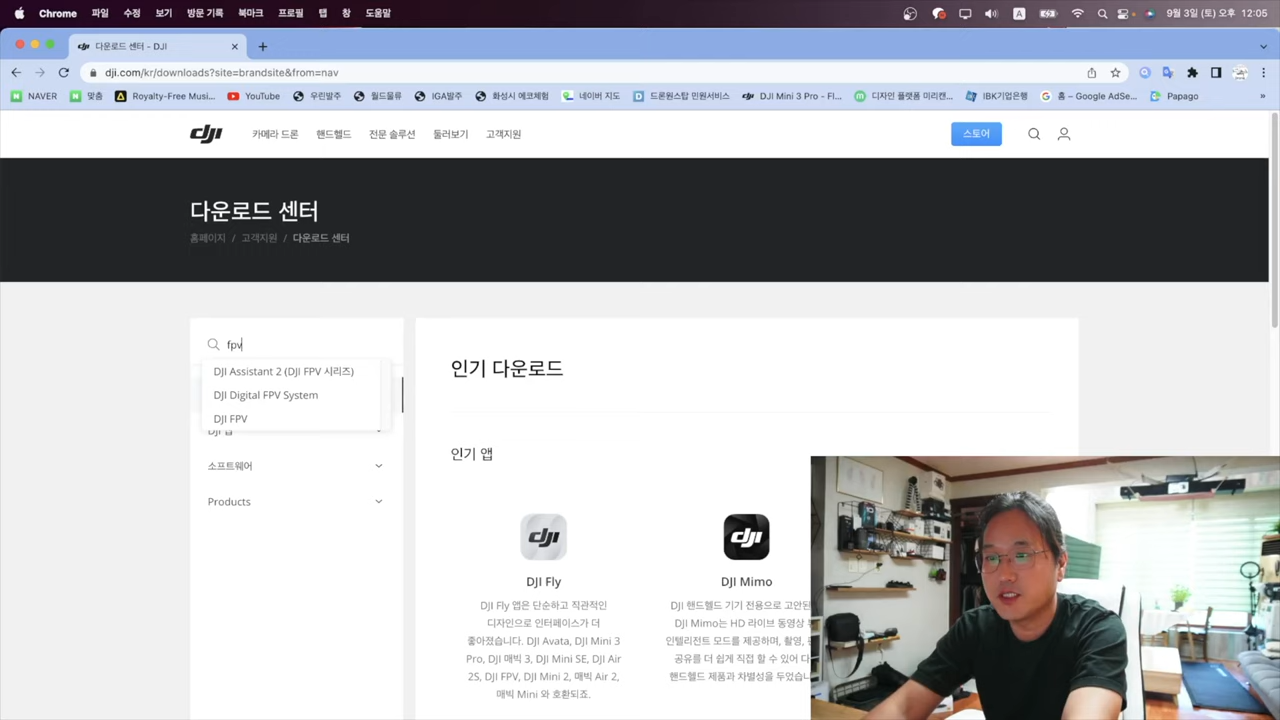 Chrome 파일 수정 보기 방문 기록 북마크 프로필 탭 창 도움말 A 9월 3일 (토) 오후 12:05
다운로드 센터 - DJI
dji.com/kr/downloads?site=brandsite&from=nav
NAVER 맞춤 Royalty-Free Musi... YouTube 우린발주 월드물류 IGA발주 화성시 에코체험 네이버 지도 드론원스탑 민원서비스 DJI Mini 3 Pro - Fl... 디자인 플랫폼 미리캔... IBK기업은행 홈 – Google AdSe... Papago »
dji 카메라 드론 핸드헬드 전문 솔루션 둘러보기 고객지원 스토어
다운로드 센터
홈페이지 / 고객지원 / 다운로드 센터
fpv
DJI Assistant 2 (DJI FPV 시리즈)
DJI Digital FPV System
DJI FPV
DJI 앱
소프트웨어
Products
인기 다운로드
인기 앱
dji
DJI Fly
DJI Fly 앱은 단순하고 직관적인
디자인으로 인터페이스가 더
좋아졌습니다. DJI Avata, DJI Mini 3
Pro, DJI 매빅 3, DJI Mini SE, DJI Air
2S, DJI FPV, DJI Mini 2, 매빅 Air 2,
매빅 Mini 와 호환되죠.
dji
DJI Mimo
DJI 핸드헬드 기기 전용으로 고안된
DJI Mimo는 HD 라이브 동영상
인텔리전트 모드를 제공하며, 촬영,
공유를 더 쉽게 직접 할 수 있어 다
핸드헬드 제품과 차별성을 두었습니